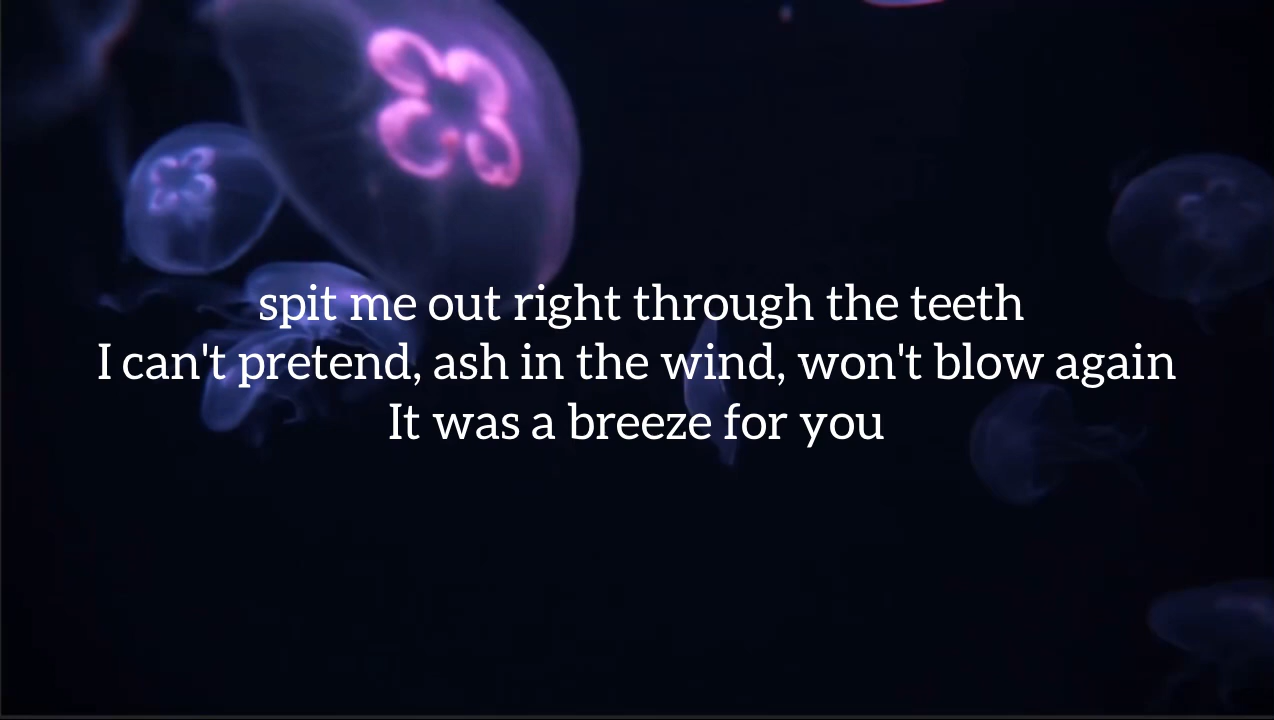 spit me out right through the teeth
I can't pretend, ash in the wind, won't blow again
It was a breeze for you